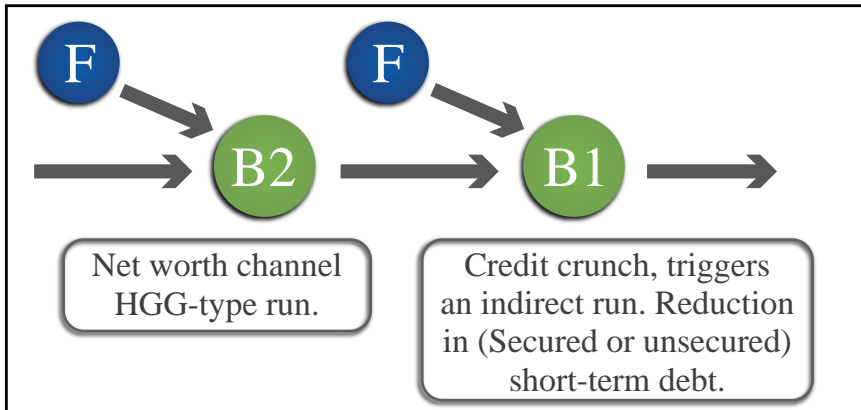 F
F
B2
B1
Net worth channel
HGG-type run.
Credit crunch, triggers
an indirect run. Reduction
in (Secured or unsecured)
short-term debt.